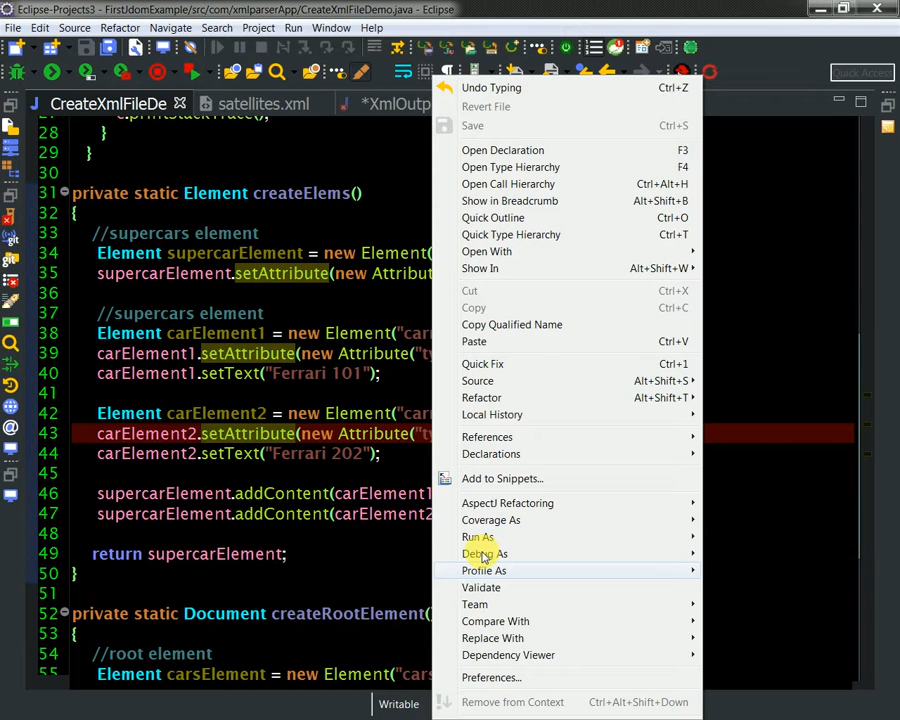 Eclipse-Projects3 - FirstJdomExample/src/com/xmlparserApp/CreateXmlFileDemo.java - Eclipse
File Edit Source Refactor Navigate Search Project Run Window Help
Quick Access
CreateXmlFileDe
satellites.xml
*XmlOutp
28 }
29 }
30
31 private static Element createElems()
32 {
33 //supercars element
34 Element supercarElement = new Element(
35 supercarElement.setAttribute(new Attribut
36
37 //supercars element
38 Element carElement1 = new Element("car
39 carElement1.setAttribute(new Attribute("ty
40 carElement1.setText("Ferrari 101");
41
42 Element carElement2 = new Element("car
43 carElement2.setAttribute(new Attribute("ty
44 carElement2.setText("Ferrari 202");
45
46 supercarElement.addContent(carElement1
47 supercarElement.addContent(carElement2
48
49 return supercarElement;
50 }
51
52 private static Document createRootElement(
53 {
54 //root element
55 Element carsElement = new Element("cars
Undo Typing Ctrl+Z
Revert File
Save Ctrl+S
Open Declaration F3
Open Type Hierarchy F4
Open Call Hierarchy Ctrl+Alt+H
Show in Breadcrumb Alt+Shift+B
Quick Outline Ctrl+O
Quick Type Hierarchy Ctrl+T
Open With
Show In Alt+Shift+W
Cut Ctrl+X
Copy Ctrl+C
Copy Qualified Name
Paste Ctrl+V
Quick Fix Ctrl+1
Source Alt+Shift+S
Refactor Alt+Shift+T
Local History
References
Declarations
Add to Snippets...
AspectJ Refactoring
Coverage As
Run As
Debug As
Profile As
Validate
Team
Compare With
Replace With
Dependency Viewer
Preferences...
Remove from Context Ctrl+Alt+Shift+Down
Writable